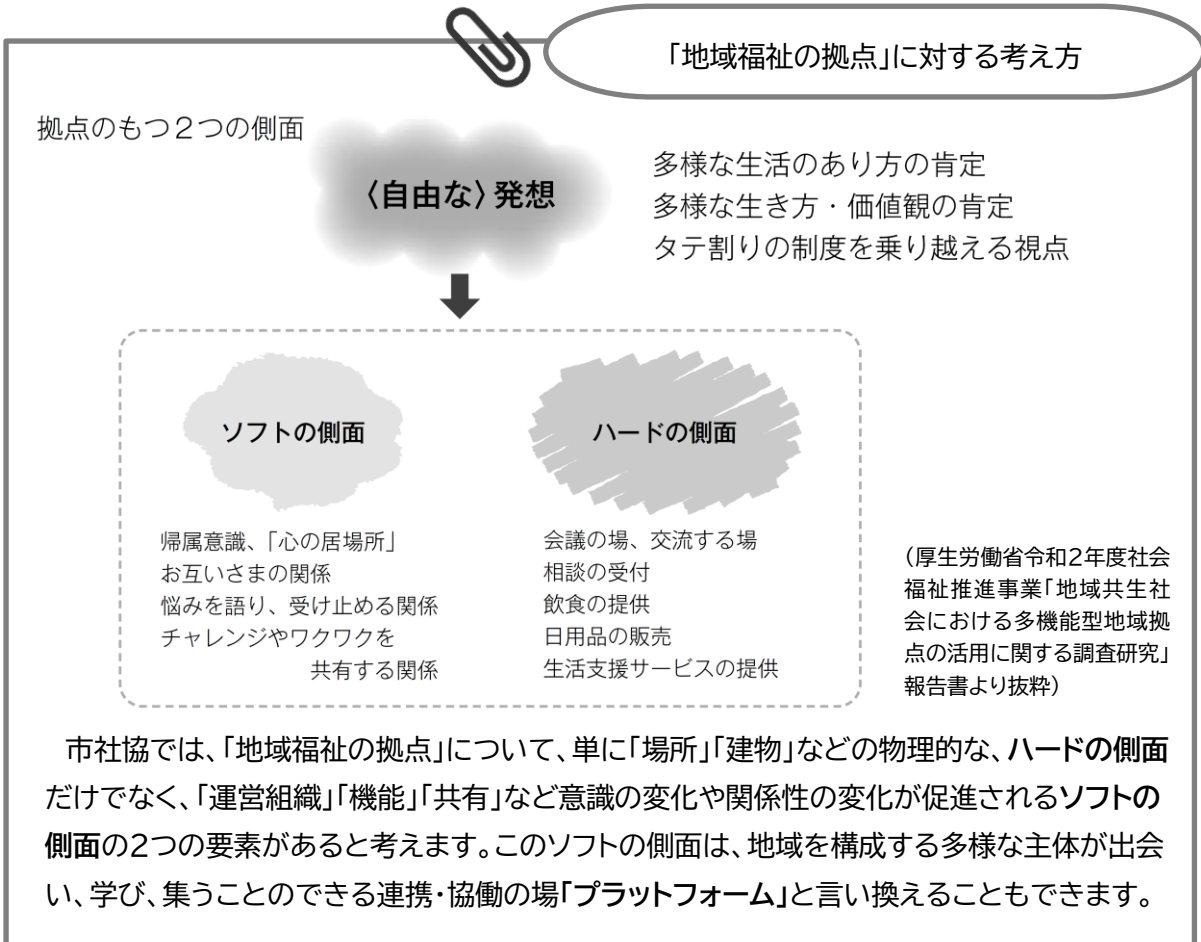 「地域福祉の拠点」に対する考え方
拠点のもつ２つの側面
〈自由な〉発想
多様な生活のあり方の肯定
多様な生き方・価値観の肯定
タテ割りの制度を乗り越える視点
ソフトの側面
帰属意識、「心の居場所」
お互いさまの関係
悩みを語り、受け止める関係
チャレンジやワクワクを
共有する関係
ハードの側面
会議の場、交流する場
相談の受付
飲食の提供
日用品の販売
生活支援サービスの提供
（厚生労働省令和２年度社会
福祉推進事業「地域共生社
会における多機能型地域拠
点の活用に関する調査研究」
報告書より抜粋）
市社協では、「地域福祉の拠点」について、単に「場所」「建物」などの物理的な、ハードの側面
だけでなく、「運営組織」「機能」「共有」など意識の変化や関係性の変化が促進されるソフトの
側面の２つの要素があると考えます。このソフトの側面は、地域を構成する多様な主体が出会
い、学び、集うことのできる連携・協働の場「プラットフォーム」と言い換えることもできます。